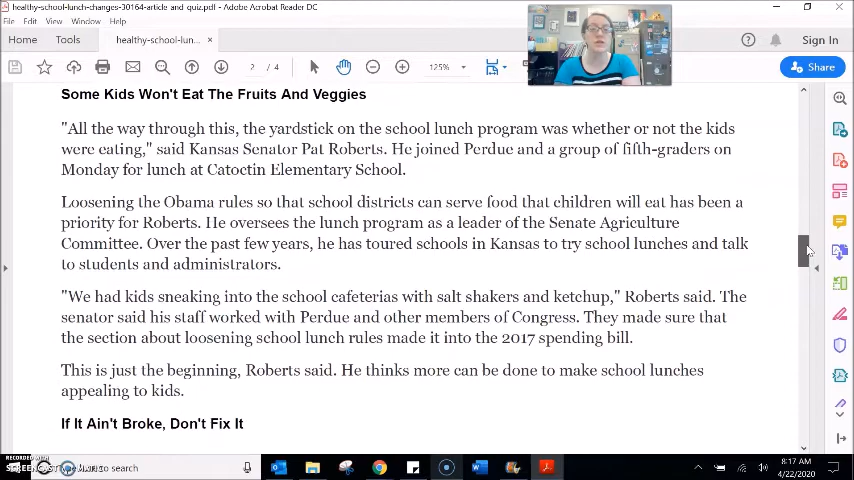 healthy-school-lunch-changes-30164-article and quiz.pdf - Adobe Acrobat Reader DC
File Edit View Window Help
Home Tools healthy-school-lun... × Sign In
2 / 4 125% Share
Some Kids Won't Eat The Fruits And Veggies
"All the way through this, the yardstick on the school lunch program was whether or not the kids
were eating," said Kansas Senator Pat Roberts. He joined Perdue and a group of fifth-graders on
Monday for lunch at Catoctin Elementary School.
Loosening the Obama rules so that school districts can serve food that children will eat has been a
priority for Roberts. He oversees the lunch program as a leader of the Senate Agriculture
Committee. Over the past few years, he has toured schools in Kansas to try school lunches and talk
to students and administrators.
"We had kids sneaking into the school cafeterias with salt shakers and ketchup," Roberts said. The
senator said his staff worked with Perdue and other members of Congress. They made sure that
the section about loosening school lunch rules made it into the 2017 spending bill.
This is just the beginning, Roberts said. He thinks more can be done to make school lunches
appealing to kids.
If It Ain't Broke, Don't Fix It
RECORDED WITH
here to search
8:17 AM
4/22/2020